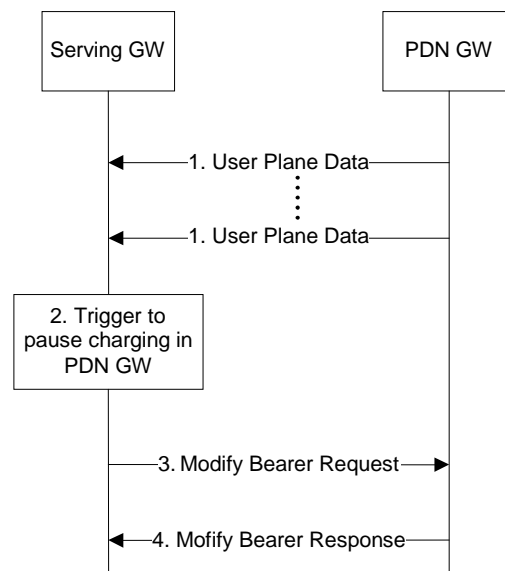 Serving GW
PDN GW
1. User Plane Data
1. User Plane Data
2. Trigger to
pause charging in
PDN GW
3. Modify Bearer Request
4. Mofify Bearer Response